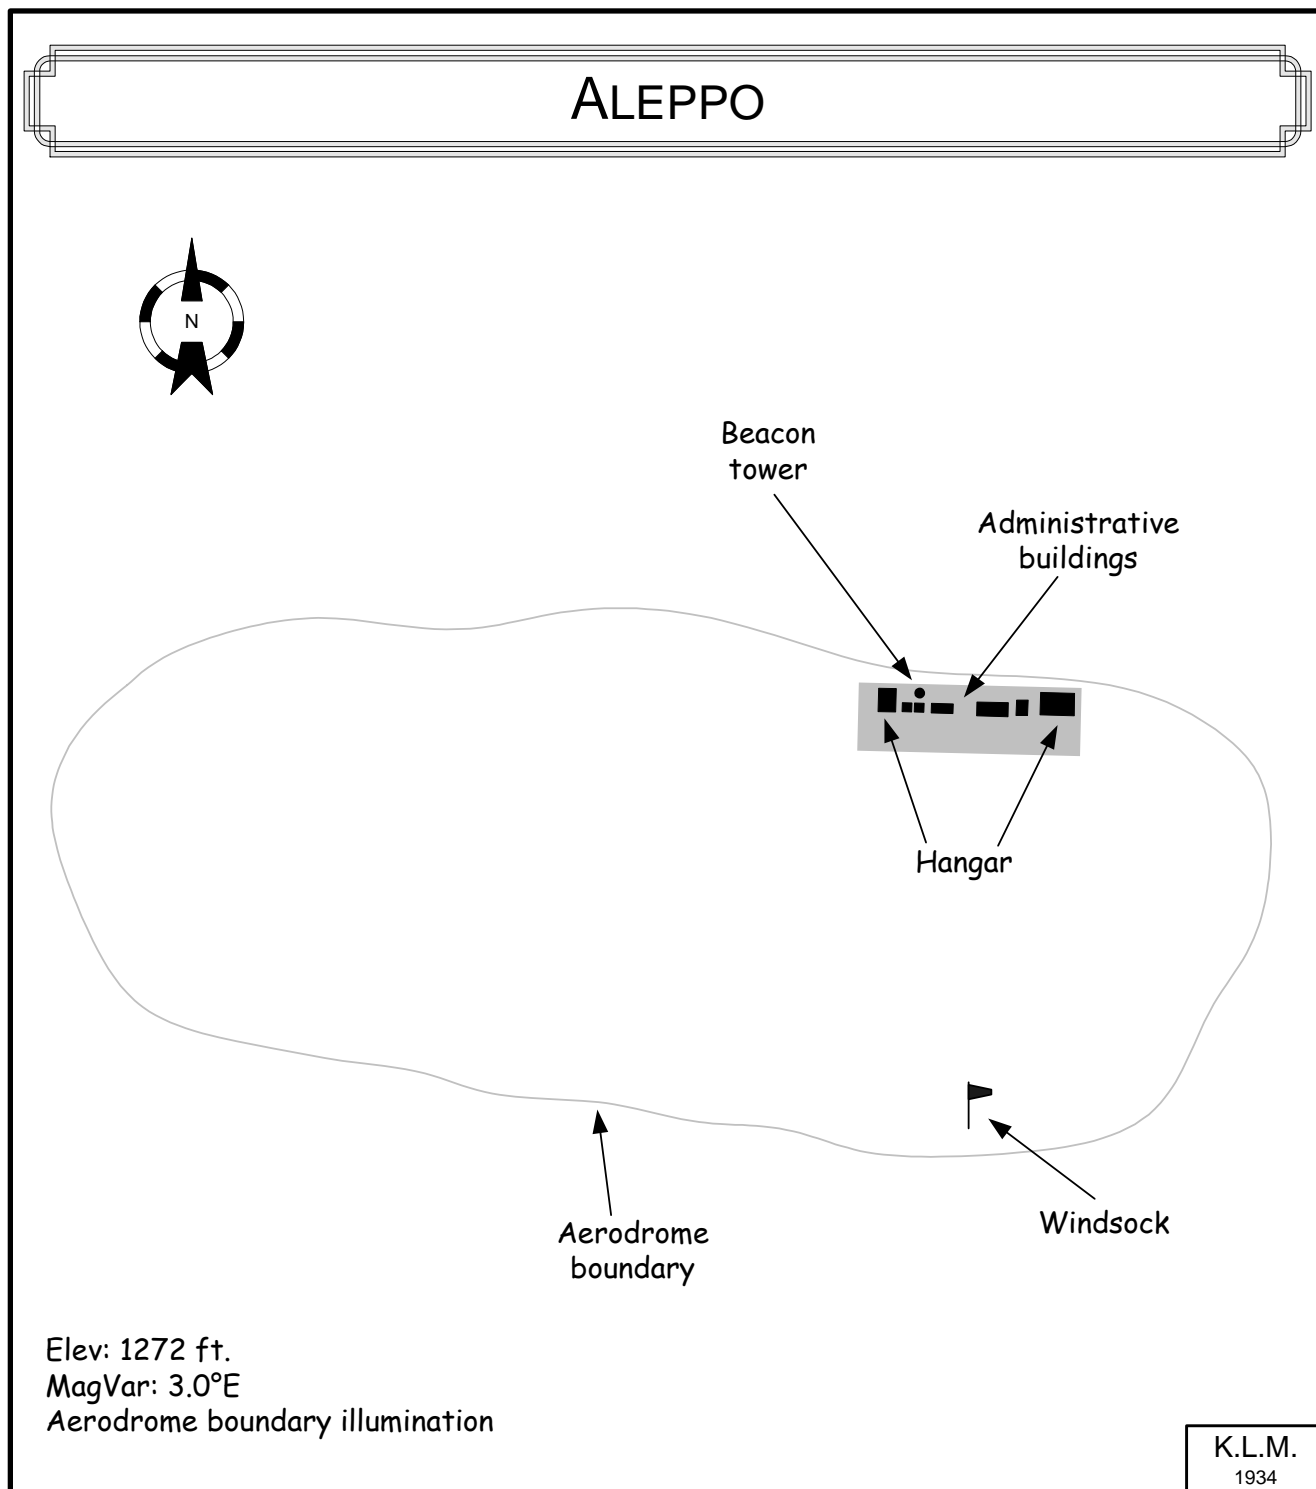 ALEPPO
N
Beacon
tower
Administrative
buildings
Hangar
Windsock
Aerodrome
boundary
Elev: 1272 ft.
MagVar: 3.0°E
Aerodrome boundary illumination
K.L.M.
1934